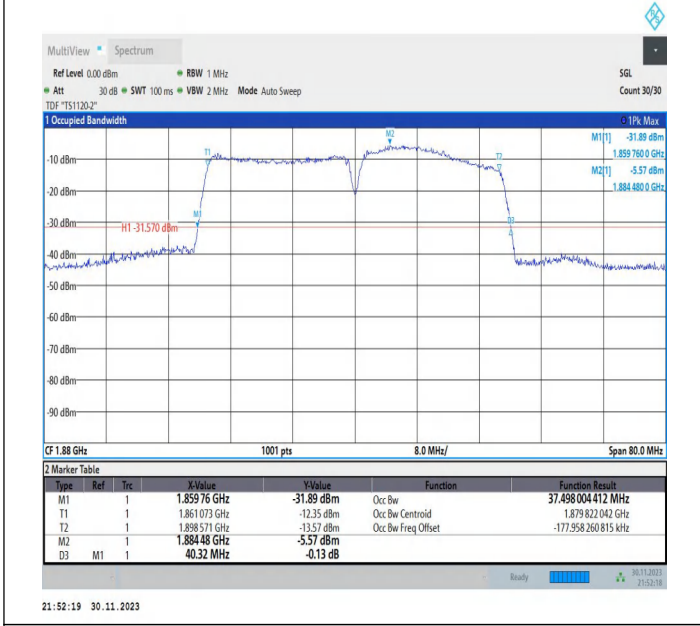 R S
MultiView Spectrum
Ref Level 0.00 dBm RBW 1 MHz SGL
Att 30 dB SWT 100 ms VBW 2 MHz Mode Auto Sweep Count 30/30
TDF "TS1120-2"
1 Occupied Bandwidth 1Pk Max
M2 M1[1] -31.89 dBm
T1 T2 1.859 760 0 GHz
-10 dBm M2[1] -5.57 dBm
1.884 480 0 GHz
-20 dBm
M1 D3
-30 dBm
H1 -31.570 dBm
-40 dBm
-50 dBm
-60 dBm
-70 dBm
-80 dBm
-90 dBm
CF 1.88 GHz 1001 pts 8.0 MHz/ Span 80.0 MHz
2 Marker Table
Type Ref Trc X-Value Y-Value Function Function Result
M1 1 1.859 76 GHz -31.89 dBm Occ Bw 37.498 004 412 MHz
T1 1 1.861 073 GHz -12.35 dBm Occ Bw Centroid 1.879 822 042 GHz
T2 1 1.898 571 GHz -13.57 dBm Occ Bw Freq Offset -177.958 260 815 kHz
M2 1 1.884 48 GHz -5.57 dBm
D3 M1 1 40.32 MHz -0.13 dB
Ready 30.11.2023
21:52:18
21:52:19 30.11.2023